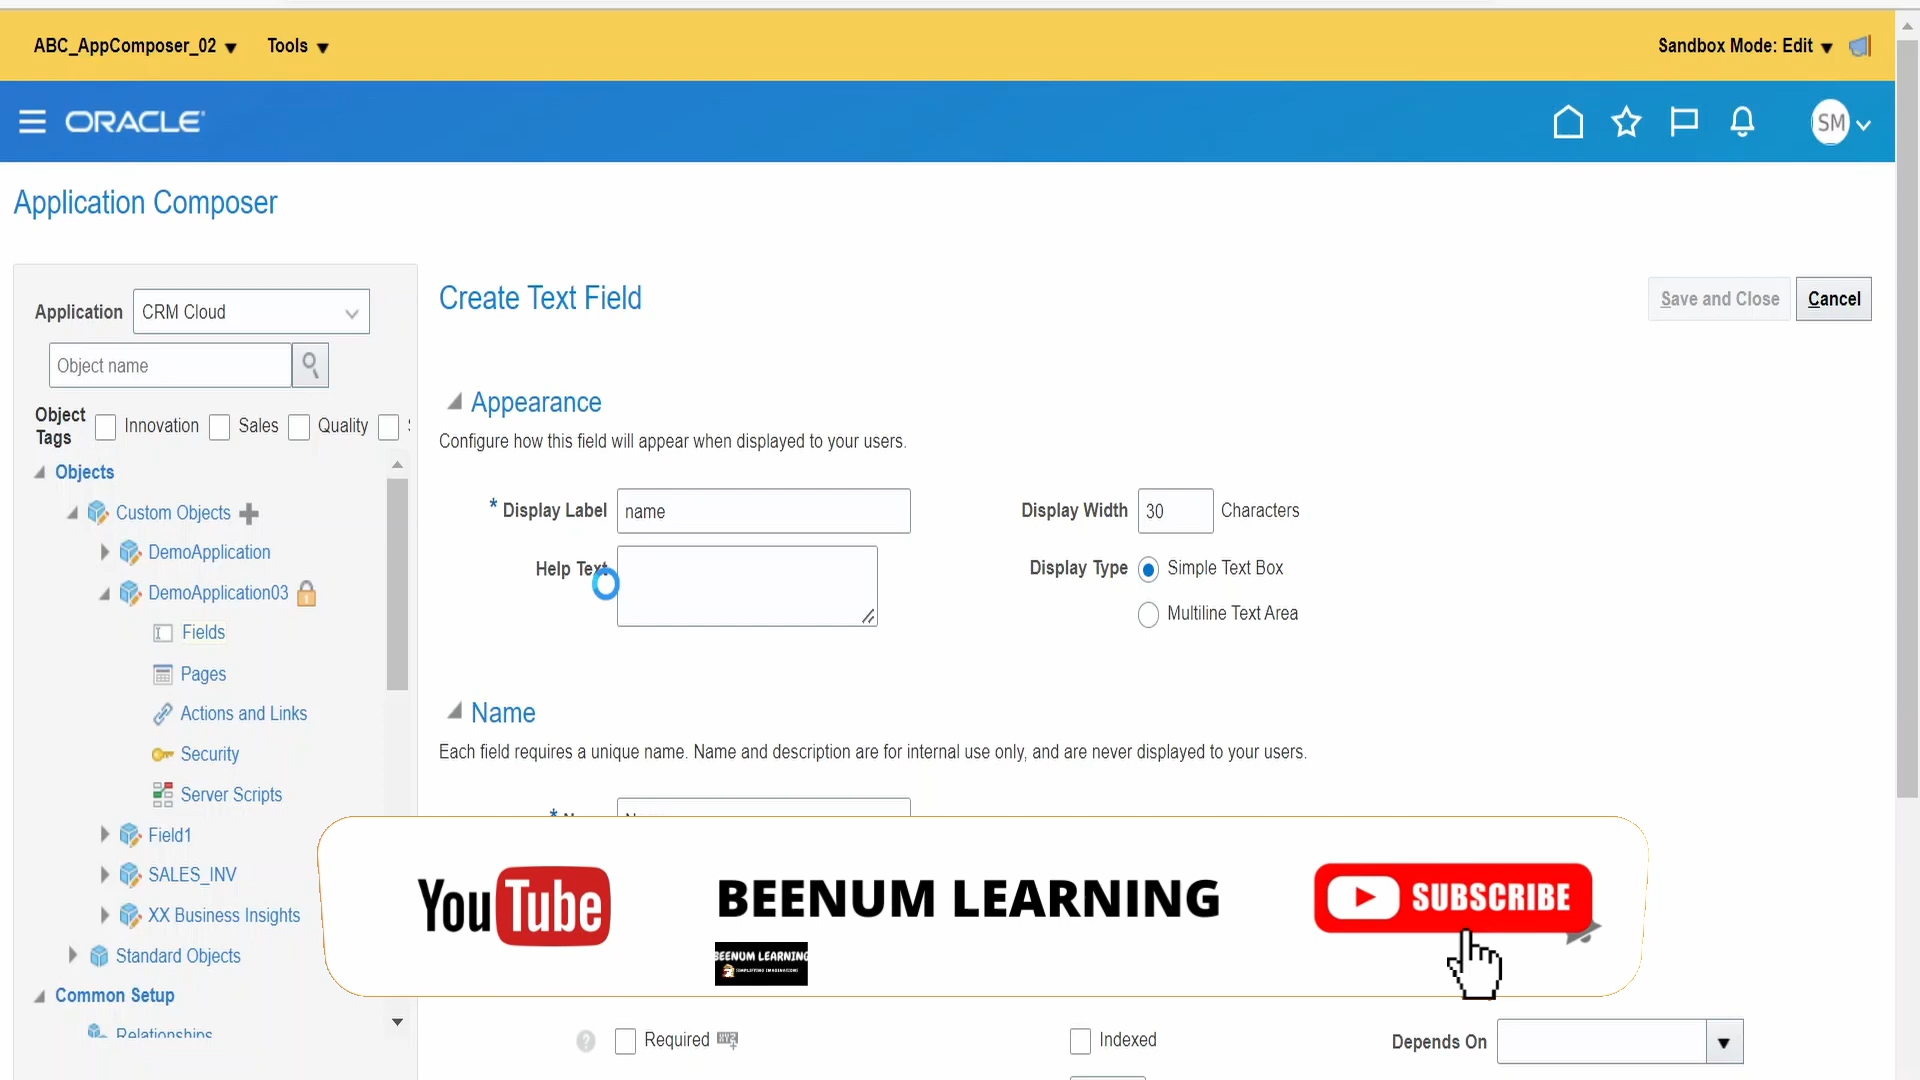 ABC_AppComposer_02 Tools Sandbox Mode: Edit
ORACLE SM
Application Composer
Application CRM Cloud
Object name
Object Tags Innovation Sales Quality
Objects
Custom Objects
DemoApplication
DemoApplication03
Fields
Pages
Actions and Links
Security
Server Scripts
Field1
SALES_INV
XX Business Insights
Standard Objects
Common Setup
Relationships
Create Text Field Save and Close Cancel
Appearance
Configure how this field will appear when displayed to your users.
* Display Label name Display Width 30 Characters
Help Text Display Type Simple Text Box
Multiline Text Area
Name
Each field requires a unique name. Name and description are for internal use only, and are never displayed to your users.
YouTube BEENUM LEARNING SUBSCRIBE
BEENUM LEARNING
Required Indexed Depends On